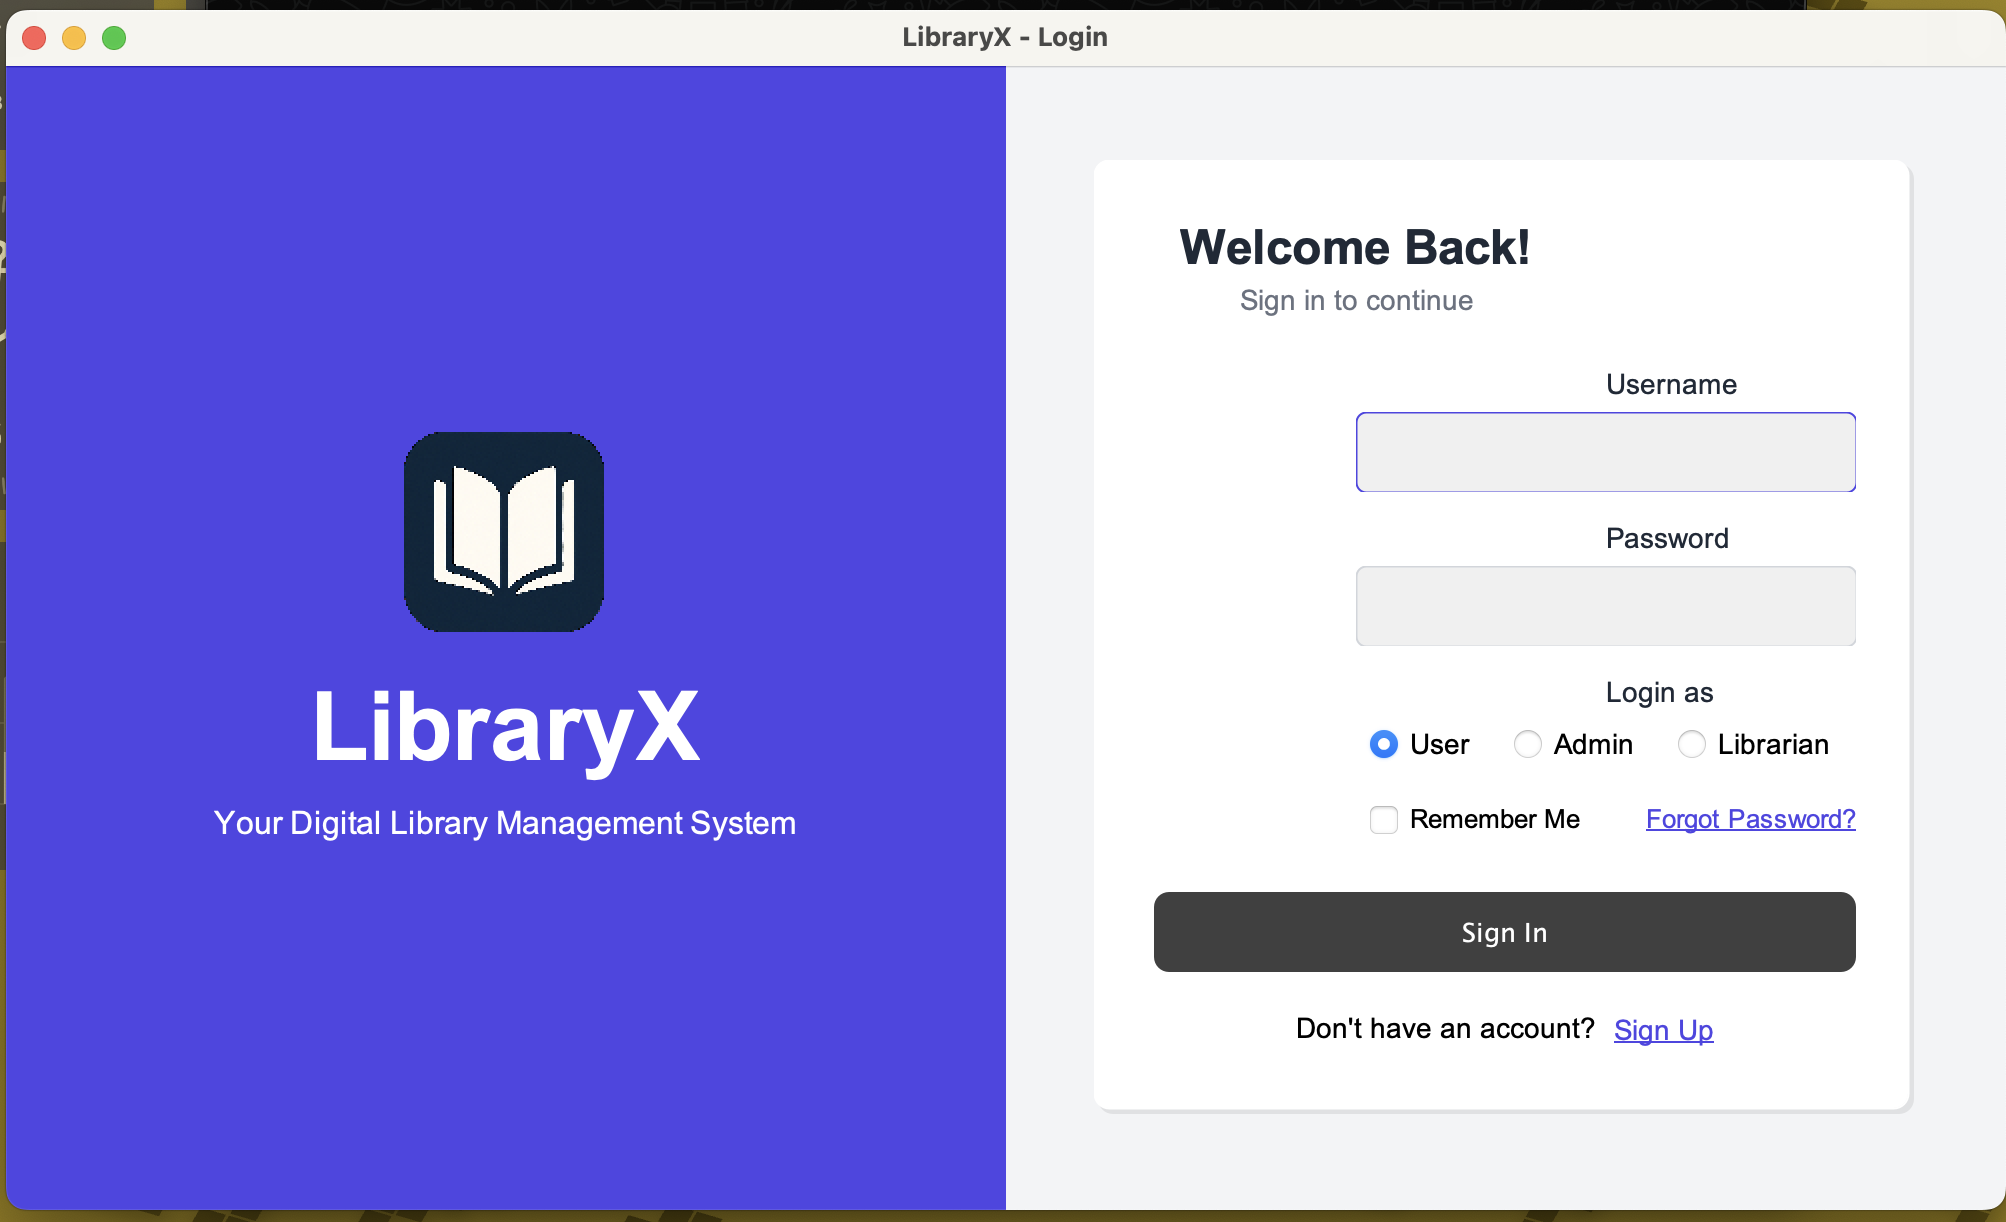 LibraryX - Login
LibraryX
Your Digital Library Management System
Welcome Back!
Sign in to continue
Username
Password
Login as
User Admin Librarian
Remember Me Forgot Password?
Sign In
Don't have an account? Sign Up